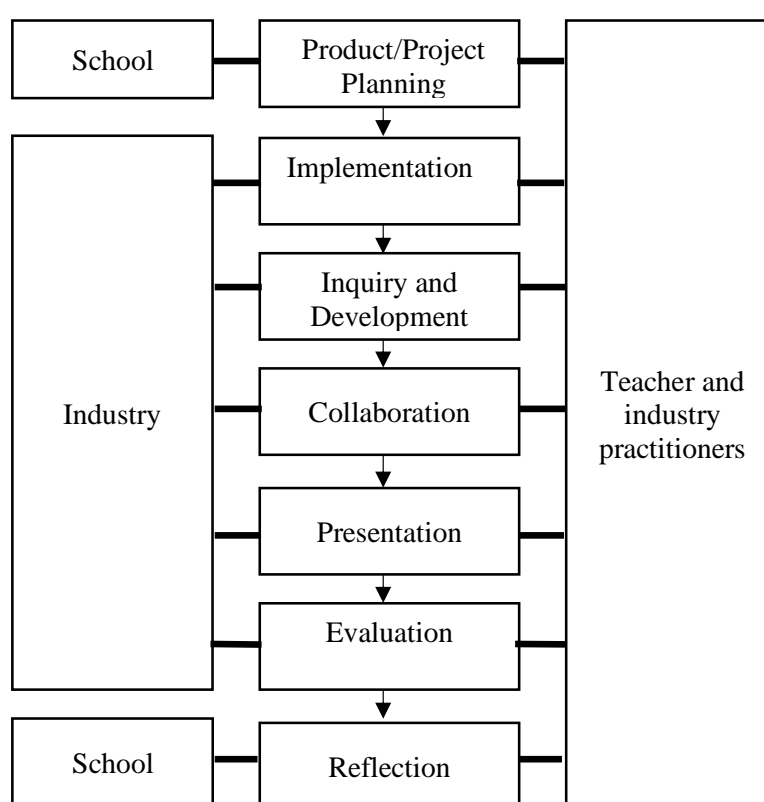 School
Product/Project
Planning
Implementation
Inquiry and
Development
Industry
Collaboration
Teacher and
industry
practitioners
Presentation
Evaluation
School
Reflection